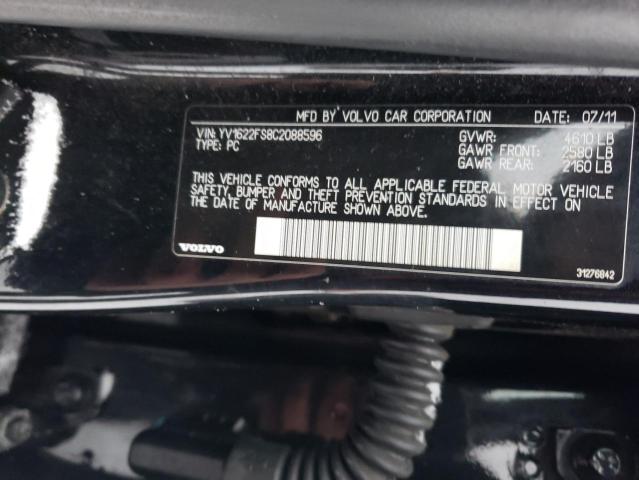 MFD BY VOLVO CAR CORPORATION DATE: 07/11
VIN: YV1622FS8C2088596 GVWR: 4610 LB
TYPE: PC GAWR FRONT: 2580 LB
GAWR REAR: 2160 LB
THIS VEHICLE CONFORMS TO ALL APPLICABLE FEDERAL MOTOR VEHICLE
SAFETY, BUMPER AND THEFT PREVENTION STANDARDS IN EFFECT ON
THE DATE OF MANUFACTURE SHOWN ABOVE.
VOLVO
31276842